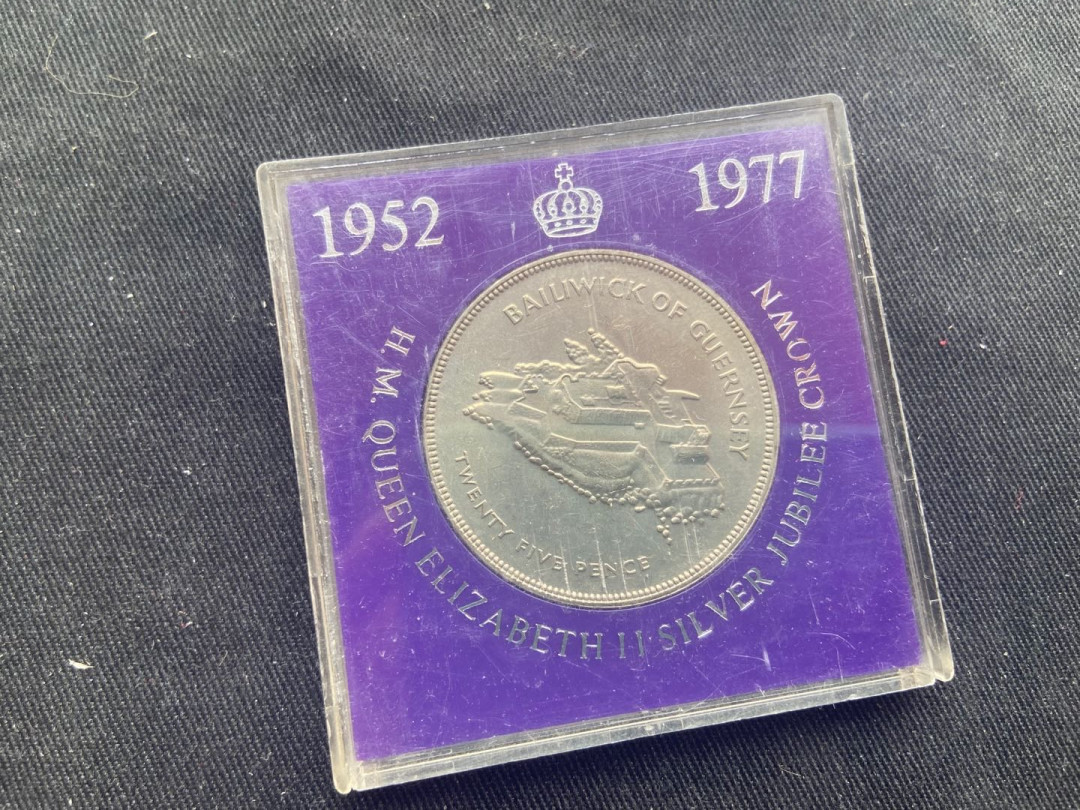 1952
1977
H.M. QUEEN ELIZABETH II SILVER JUBILEE CROWN
BAILIWICK OF GUERNSEY
TWENTY FIVE PENCE